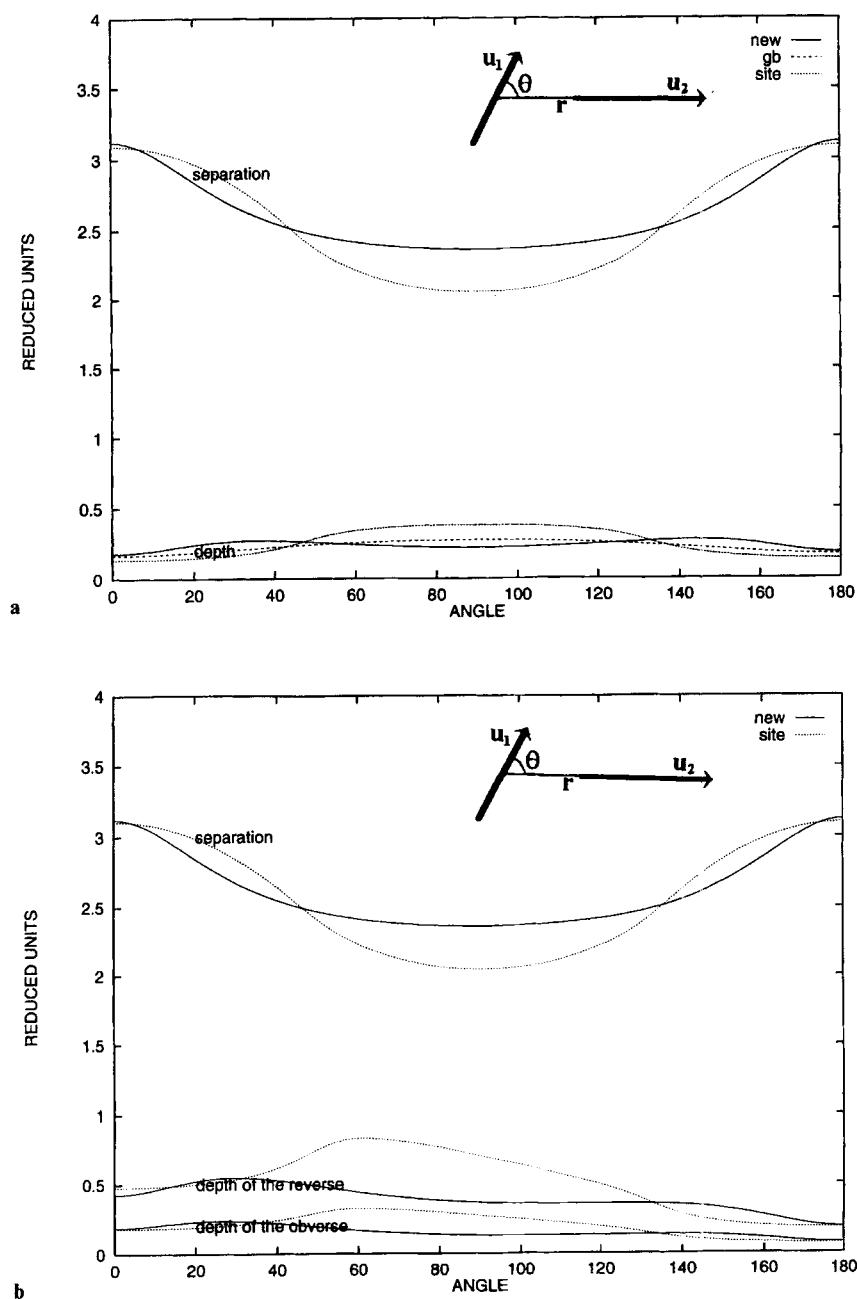 4
3.5
3
2.5
2
1.5
1
0.5
0
REDUCED UNITS
new
gb
site
u1
θ
r
u2
separation
depth
0 20 40 60 80 100 120 140 160 180
ANGLE
a
4
3.5
3
2.5
2
1.5
1
0.5
0
REDUCED UNITS
new
site
u1
θ
r
u2
separation
depth of the reverse
depth of the obverse
0 20 40 60 80 100 120 140 160 180
ANGLE
b